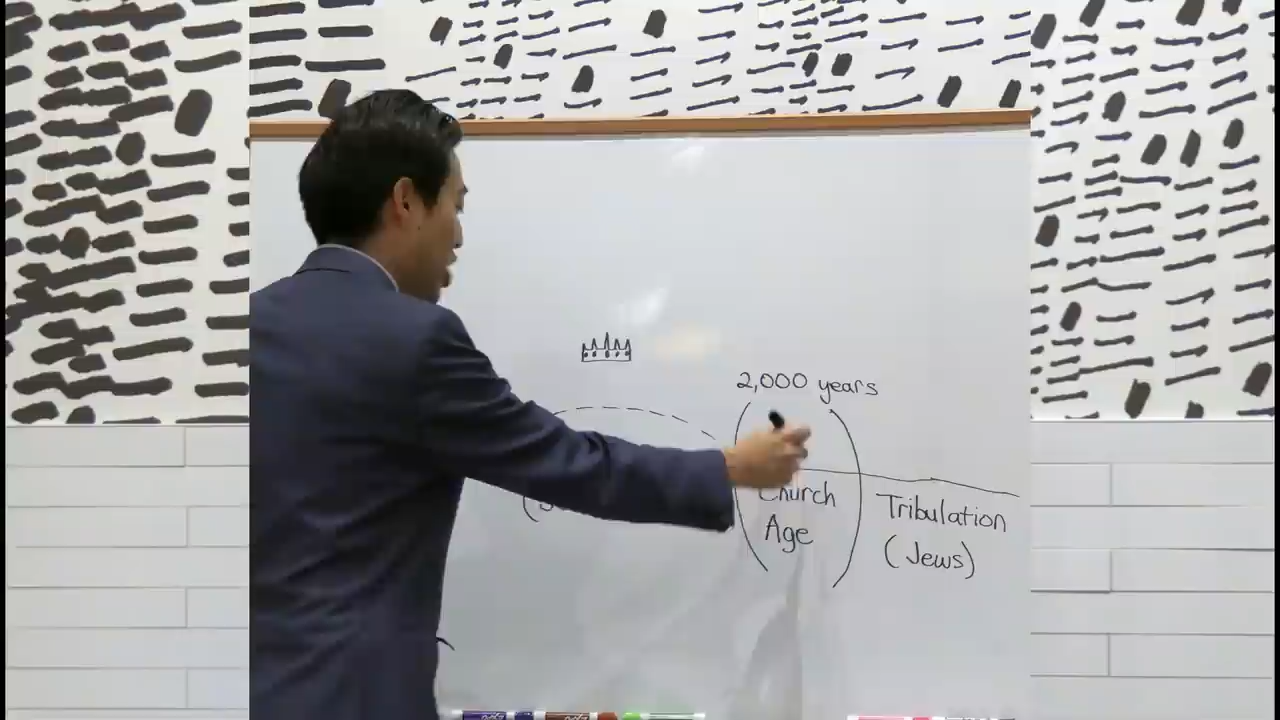 2,000 years
Church
Age
Tribulation
(Jews)